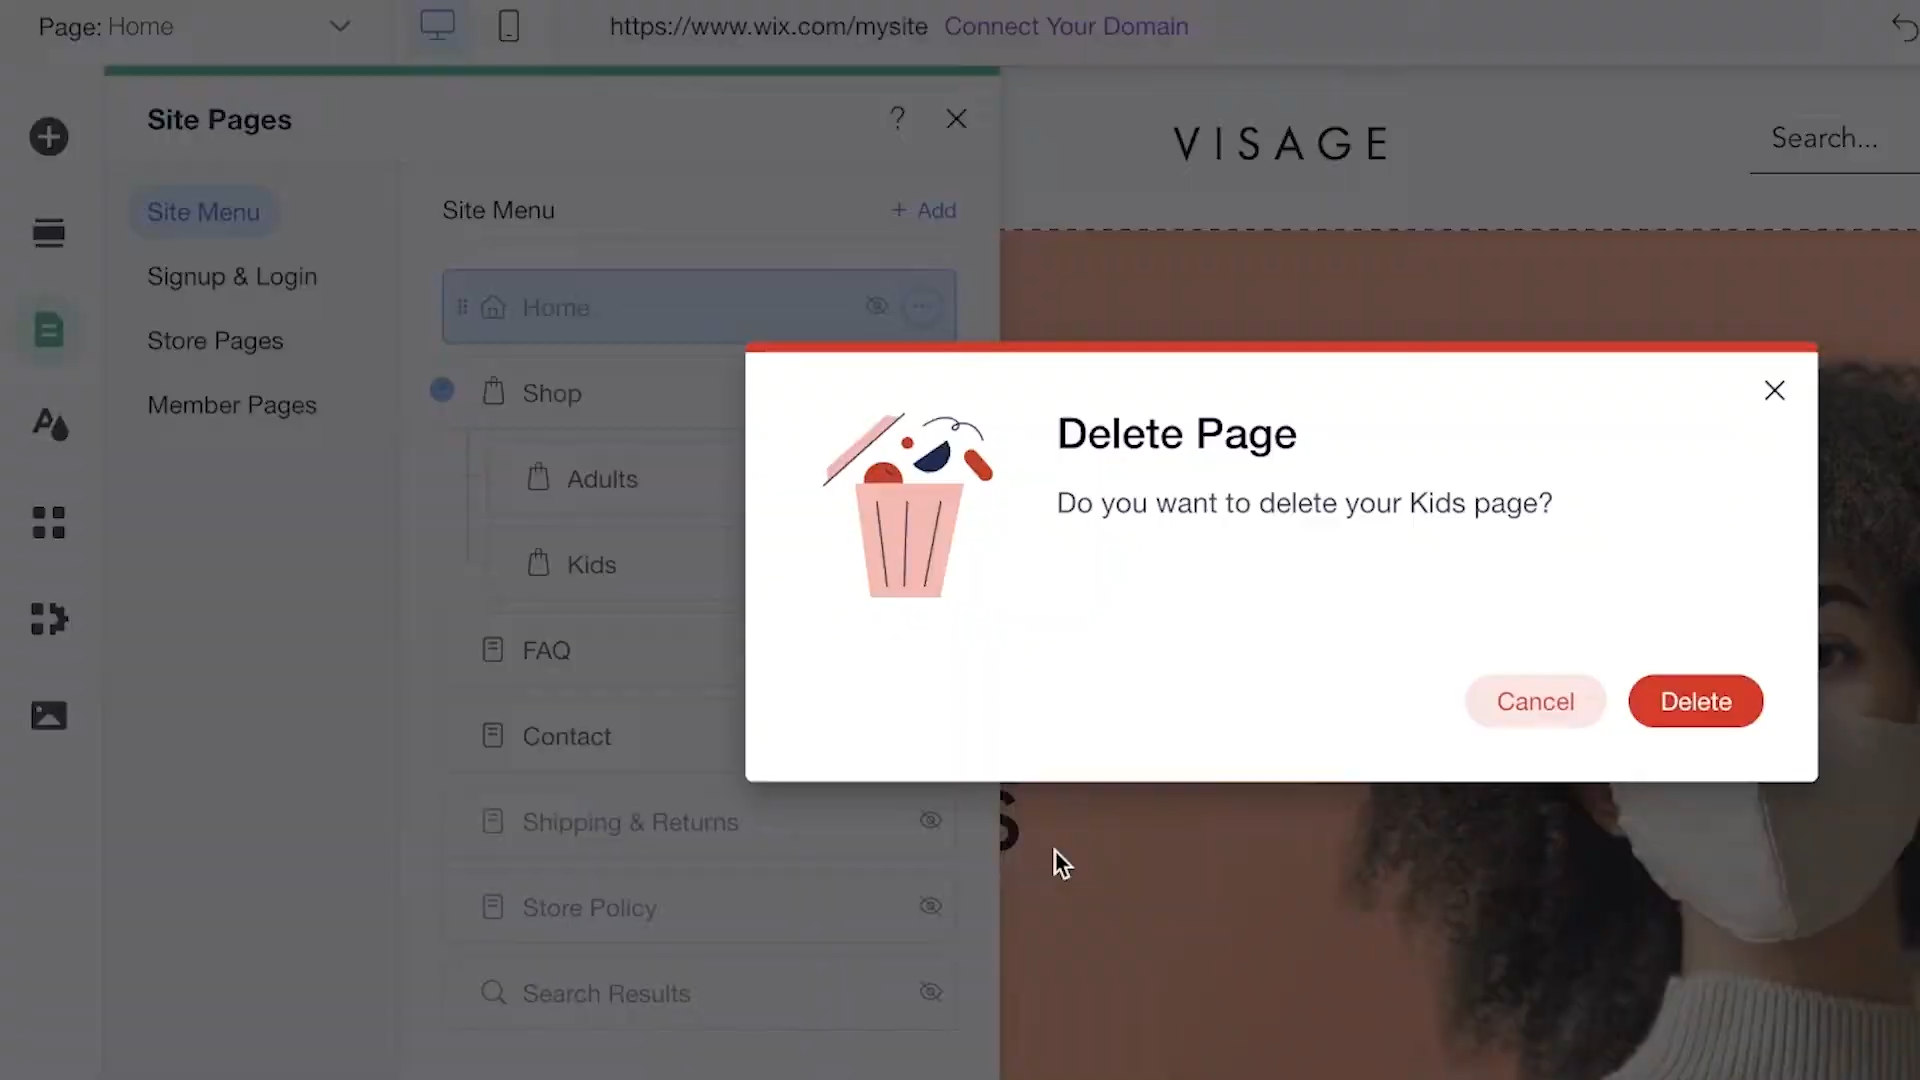 Page: Home
https://www.wix.com/mysite Connect Your Domain
Site Pages
?
VISAGE
Search...
Site Menu
Signup & Login
Store Pages
Member Pages
Site Menu
+ Add
Home
Shop
Adults
Kids
FAQ
Contact
Shipping & Returns
Store Policy
Search Results
Delete Page
Do you want to delete your Kids page?
Cancel
Delete